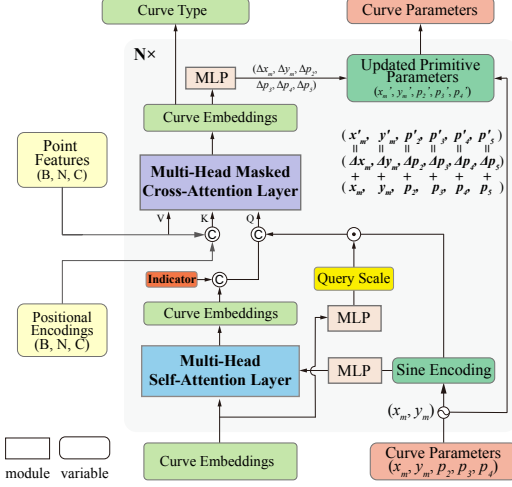 Curve Type
Curve Parameters
N×
MLP
(Δx_m, Δy_m, Δp_2,
Δp_3, Δp_4, Δp_5)
Updated Primitive
Parameters
(x_m', y_m', p_2', p_3', p_4')
Curve Embeddings
Point
Features
(B, N, C)
Multi-Head Masked
Cross-Attention Layer
(x'_m, y'_m, p'_2, p'_3, p'_4, p'_5)
= = = = = =
(Δx_m, Δy_m, Δp_2, Δp_3, Δp_4, Δp_5)
+ + + + + +
(x_m, y_m, p_2, p_3, p_4, p_5)
V K Q
C C
Indicator
C
Query Scale
Positional
Encodings
(B, N, C)
Curve Embeddings
MLP
Multi-Head
Self-Attention Layer
MLP
Sine Encoding
(x_m, y_m)
module
variable
Curve Embeddings
Curve Parameters
(x_m, y_m, p_2, p_3, p_4)